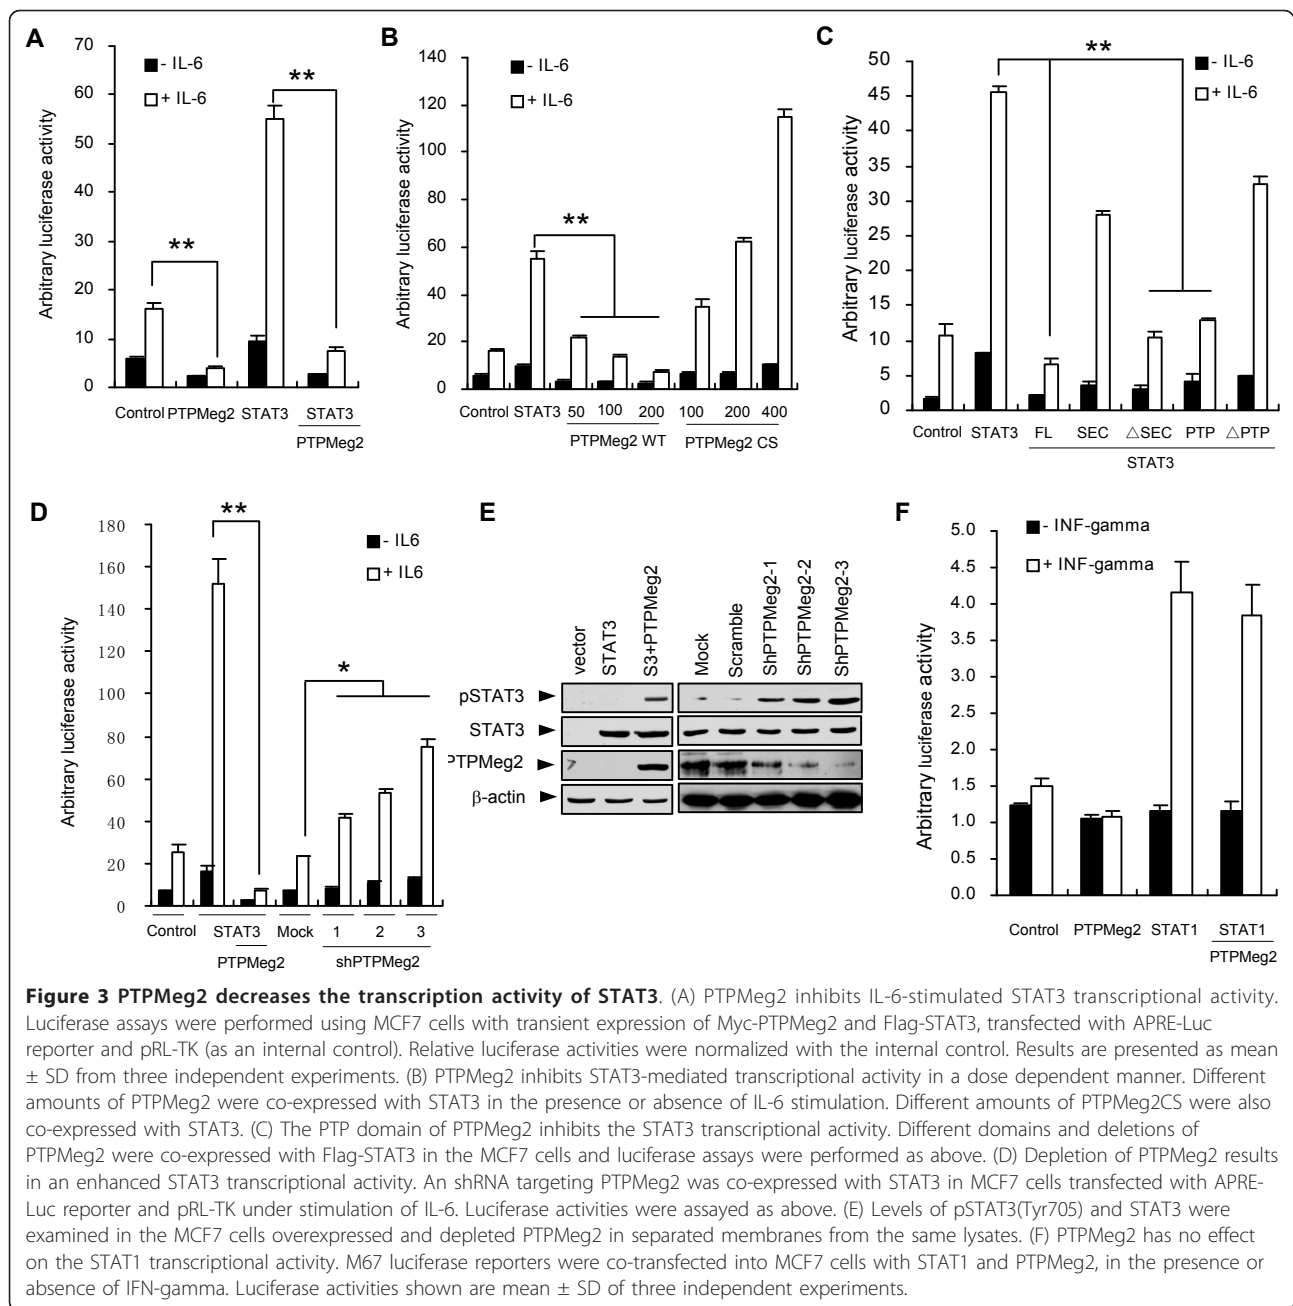 A
70
60
50
40
30
20
10
0
Arbitrary luciferase activity
- IL-6
+ IL-6
**
**
Control PTPMeg2 STAT3 STAT3
PTPMeg2
B
140
120
100
80
60
40
20
0
Arbitrary luciferase activity
- IL-6
+ IL-6
**
Control STAT3 50 100 200 100 200 400
PTPMeg2 WT PTPMeg2 CS
C
50
45
40
35
30
25
20
15
10
5
0
Arbitrary luciferase activity
**
- IL-6
+ IL-6
Control STAT3 FL SEC △SEC PTP △PTP
STAT3
D
180
160
140
120
100
80
60
40
20
0
Arbitrary luciferase activity
**
- IL6
+ IL6
*
Control STAT3 Mock 1 2 3
PTPMeg2 shPTPMeg2
E
vector
STAT3
S3+PTPMeg2
Mock
Scramble
ShPTPMeg2-1
ShPTPMeg2-2
ShPTPMeg2-3
pSTAT3
STAT3
PTPMeg2
β-actin
F
5.0
4.5
4.0
3.5
3.0
2.5
2.0
1.5
1.0
0.5
0.0
Arbitrary luciferase activity
- INF-gamma
+ INF-gamma
Control PTPMeg2 STAT1 STAT1
PTPMeg2
Figure 3 PTPMeg2 decreases the transcription activity of STAT3. (A) PTPMeg2 inhibits IL-6-stimulated STAT3 transcriptional activity.
Luciferase assays were performed using MCF7 cells with transient expression of Myc-PTPMeg2 and Flag-STAT3, transfected with APRE-Luc
reporter and pRL-TK (as an internal control). Relative luciferase activities were normalized with the internal control. Results are presented as mean
± SD from three independent experiments. (B) PTPMeg2 inhibits STAT3-mediated transcriptional activity in a dose dependent manner. Different
amounts of PTPMeg2 were co-expressed with STAT3 in the presence or absence of IL-6 stimulation. Different amounts of PTPMeg2CS were also
co-expressed with STAT3. (C) The PTP domain of PTPMeg2 inhibits the STAT3 transcriptional activity. Different domains and deletions of
PTPMeg2 were co-expressed with Flag-STAT3 in the MCF7 cells and luciferase assays were performed as above. (D) Depletion of PTPMeg2 results
in an enhanced STAT3 transcriptional activity. An shRNA targeting PTPMeg2 was co-expressed with STAT3 in MCF7 cells transfected with APRE-
Luc reporter and pRL-TK under stimulation of IL-6. Luciferase activities were assayed as above. (E) Levels of pSTAT3(Tyr705) and STAT3 were
examined in the MCF7 cells overexpressed and depleted PTPMeg2 in separated membranes from the same lysates. (F) PTPMeg2 has no effect
on the STAT1 transcriptional activity. M67 luciferase reporters were co-transfected into MCF7 cells with STAT1 and PTPMeg2, in the presence or
absence of IFN-gamma. Luciferase activities shown are mean ± SD of three independent experiments.